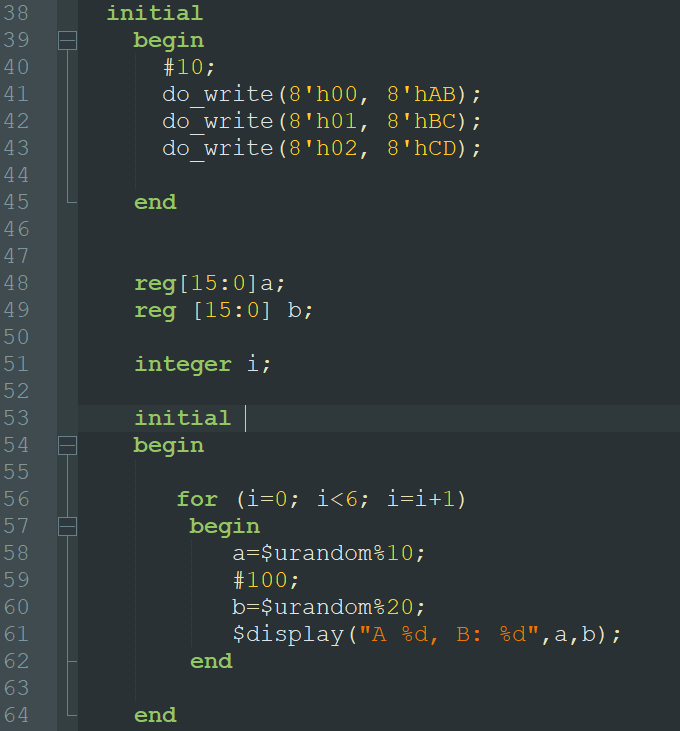 38 initial
39 begin
40 #10;
41 do_write(8'h00, 8'hAB);
42 do_write(8'h01, 8'hBC);
43 do_write(8'h02, 8'hCD);
44
45 end
46
47
48 reg[15:0]a;
49 reg [15:0] b;
50
51 integer i;
52
53 initial
54 begin
55
56 for (i=0; i<6; i=i+1)
57 begin
58 a=$urandom%10;
59 #100;
60 b=$urandom%20;
61 $display("A %d, B: %d",a,b);
62 end
63
64 end